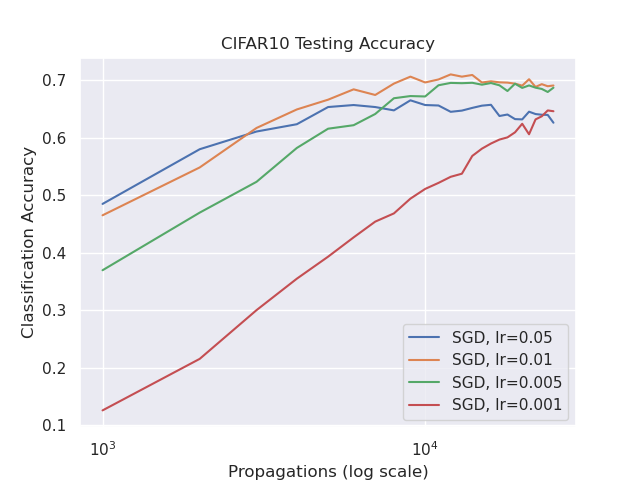 CIFAR10 Testing Accuracy
Classification Accuracy
0.7
0.6
0.5
0.4
0.3
0.2
0.1
SGD, lr=0.05
SGD, lr=0.01
SGD, lr=0.005
SGD, lr=0.001
10³
10⁴
Propagations (log scale)